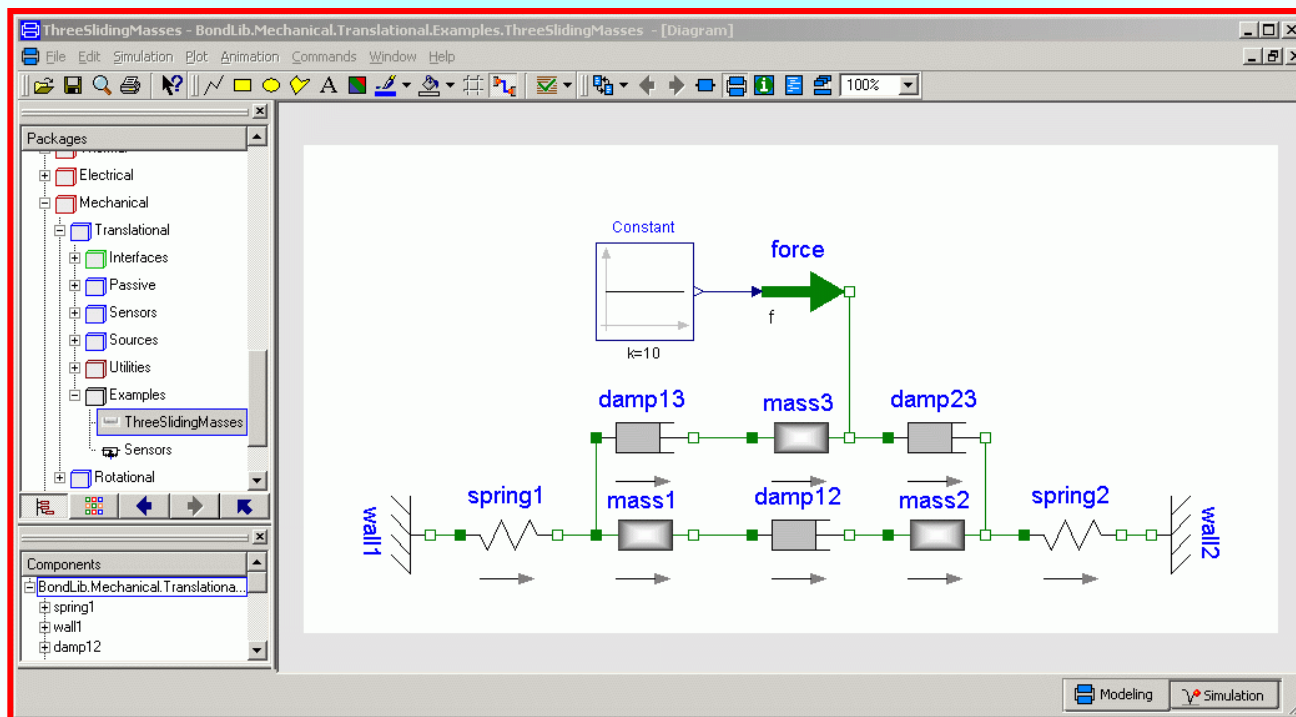 ThreeSlidingMasses - BondLib.Mechanical.Translational.Examples.ThreeSlidingMasses - [Diagram]
File Edit Simulation Plot Animation Commands Window Help
A 100%
Packages
Thermal
Electrical
Mechanical
Translational
Interfaces
Passive
Sensors
Sources
Utilities
Examples
ThreeSlidingMasses
Sensors
Rotational
Components
BondLib.Mechanical.Translationa...
spring1
wall1
damp12
Constant
force
f
k=10
damp13 mass3 damp23
wall1 spring1 mass1 damp12 mass2 spring2 wall2
Modeling Simulation